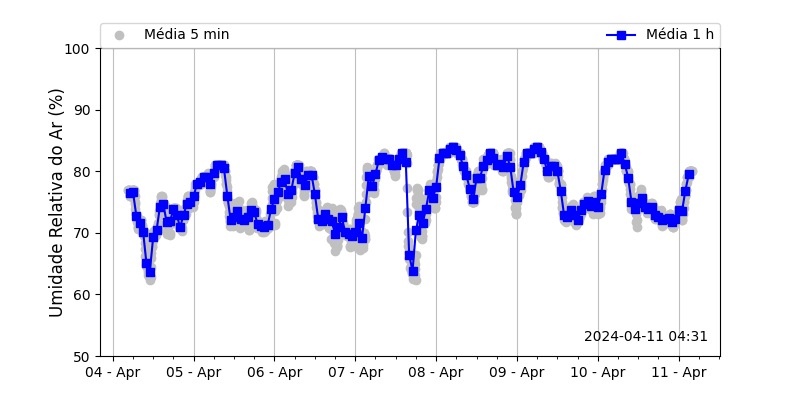 Média 5 min
Média 1 h
100
90
80
70
60
50
Umidade Relativa do Ar (%)
2024-04-11 04:31
04 - Apr
05 - Apr
06 - Apr
07 - Apr
08 - Apr
09 - Apr
10 - Apr
11 - Apr